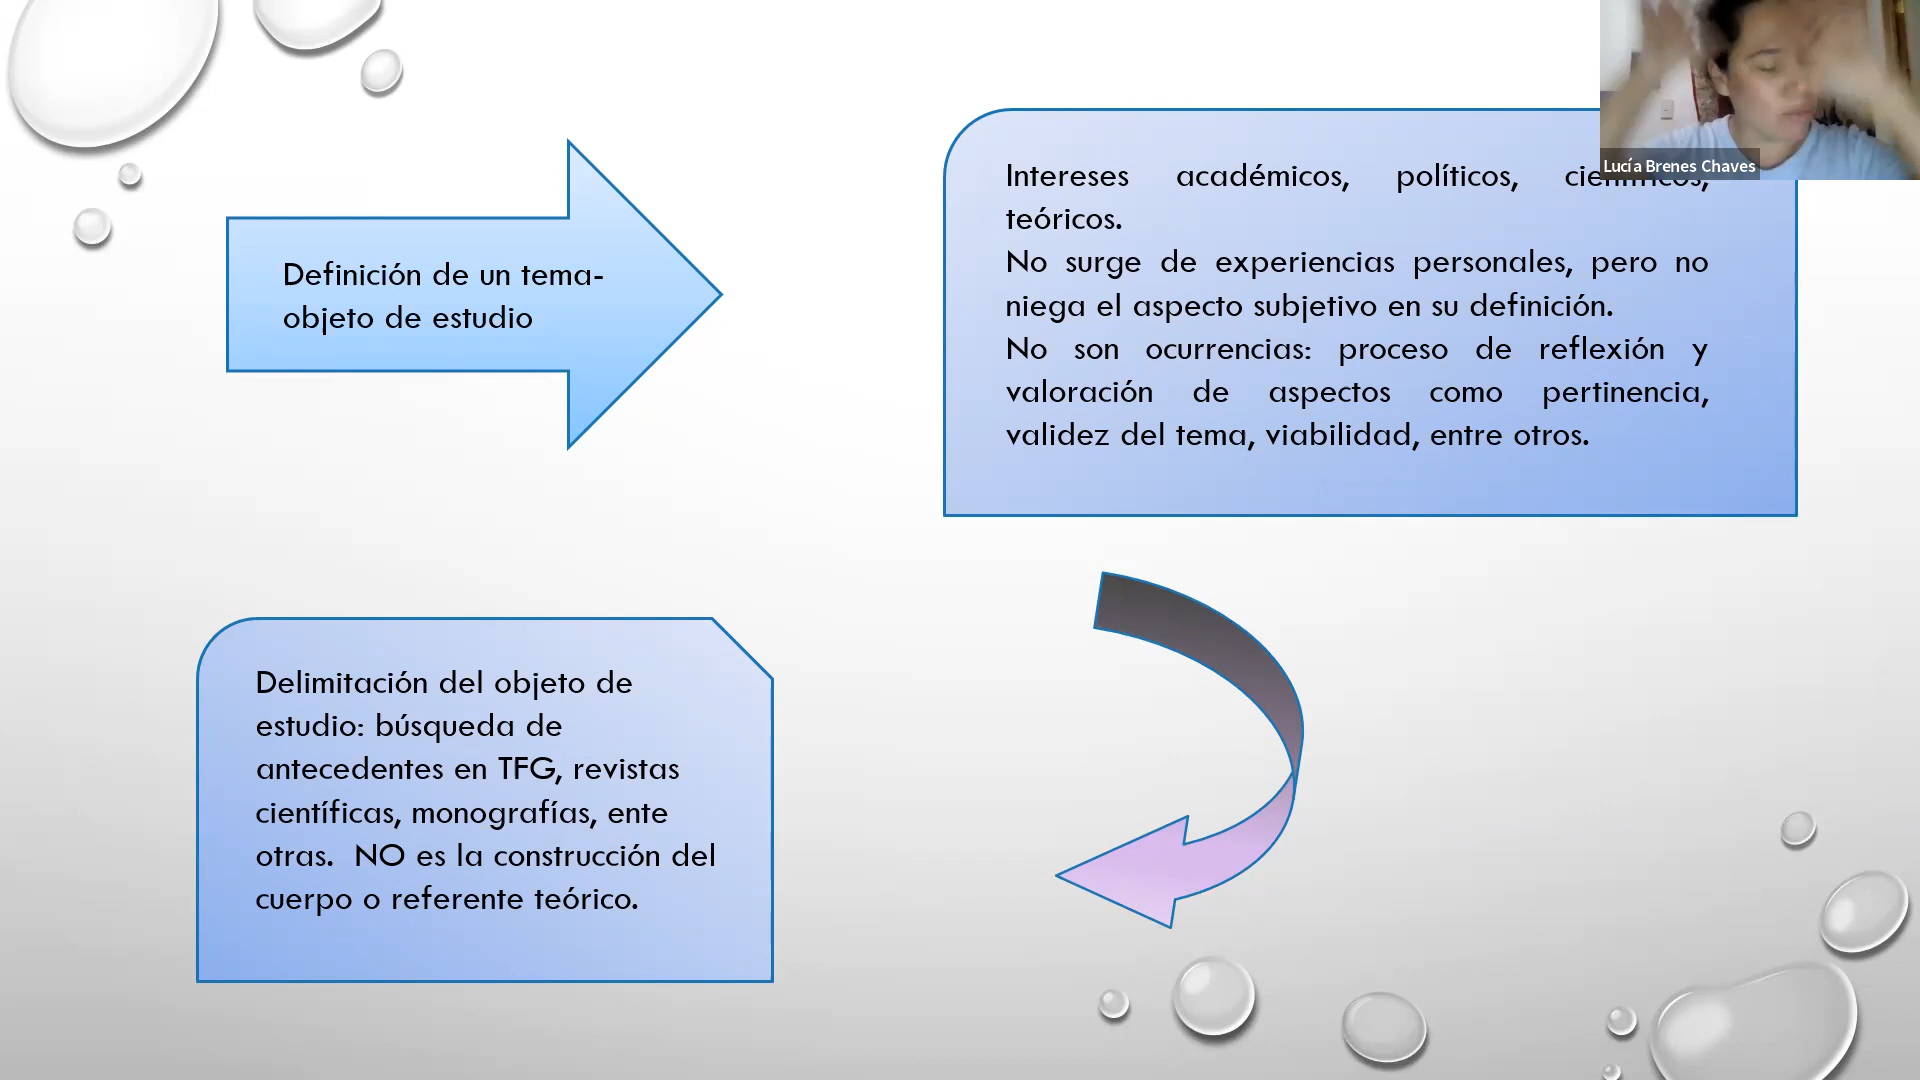 Lucía Brenes Chaves
Definición de un tema-
objeto de estudio
Intereses académicos, políticos, científicos,
teóricos.
No surge de experiencias personales, pero no
niega el aspecto subjetivo en su definición.
No son ocurrencias: proceso de reflexión y
valoración de aspectos como pertinencia,
validez del tema, viabilidad, entre otros.
Delimitación del objeto de
estudio: búsqueda de
antecedentes en TFG, revistas
científicas, monografías, ente
otras. NO es la construcción del
cuerpo o referente teórico.